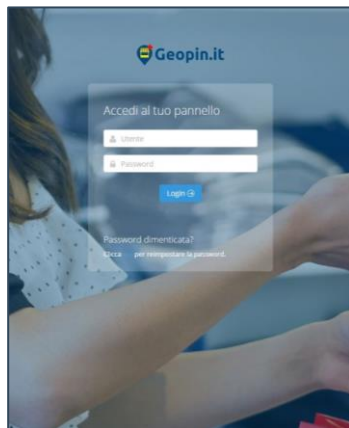 Geopin.it
Accedi al tuo pannello
Utente
Password
Login
Password dimenticata?
Clicca per reimpostare la password.